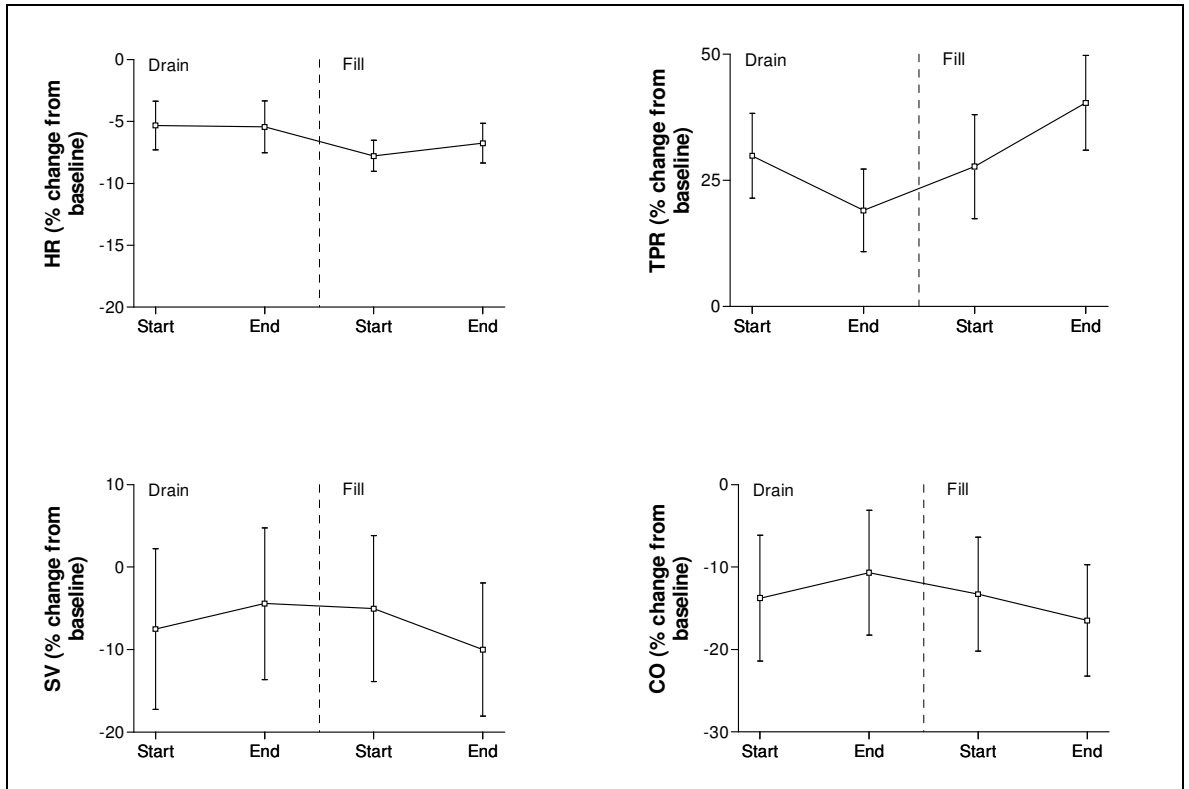 HR (% change from
baseline)
0
-5
-10
-15
-20
Drain
Fill
Start End Start End
TPR (% change from
baseline)
50
25
0
Drain
Fill
Start End Start End
SV (% change from
baseline)
10
0
-10
-20
Drain
Fill
Start End Start End
CO (% change from
baseline)
0
-10
-20
-30
Drain
Fill
Start End Start End